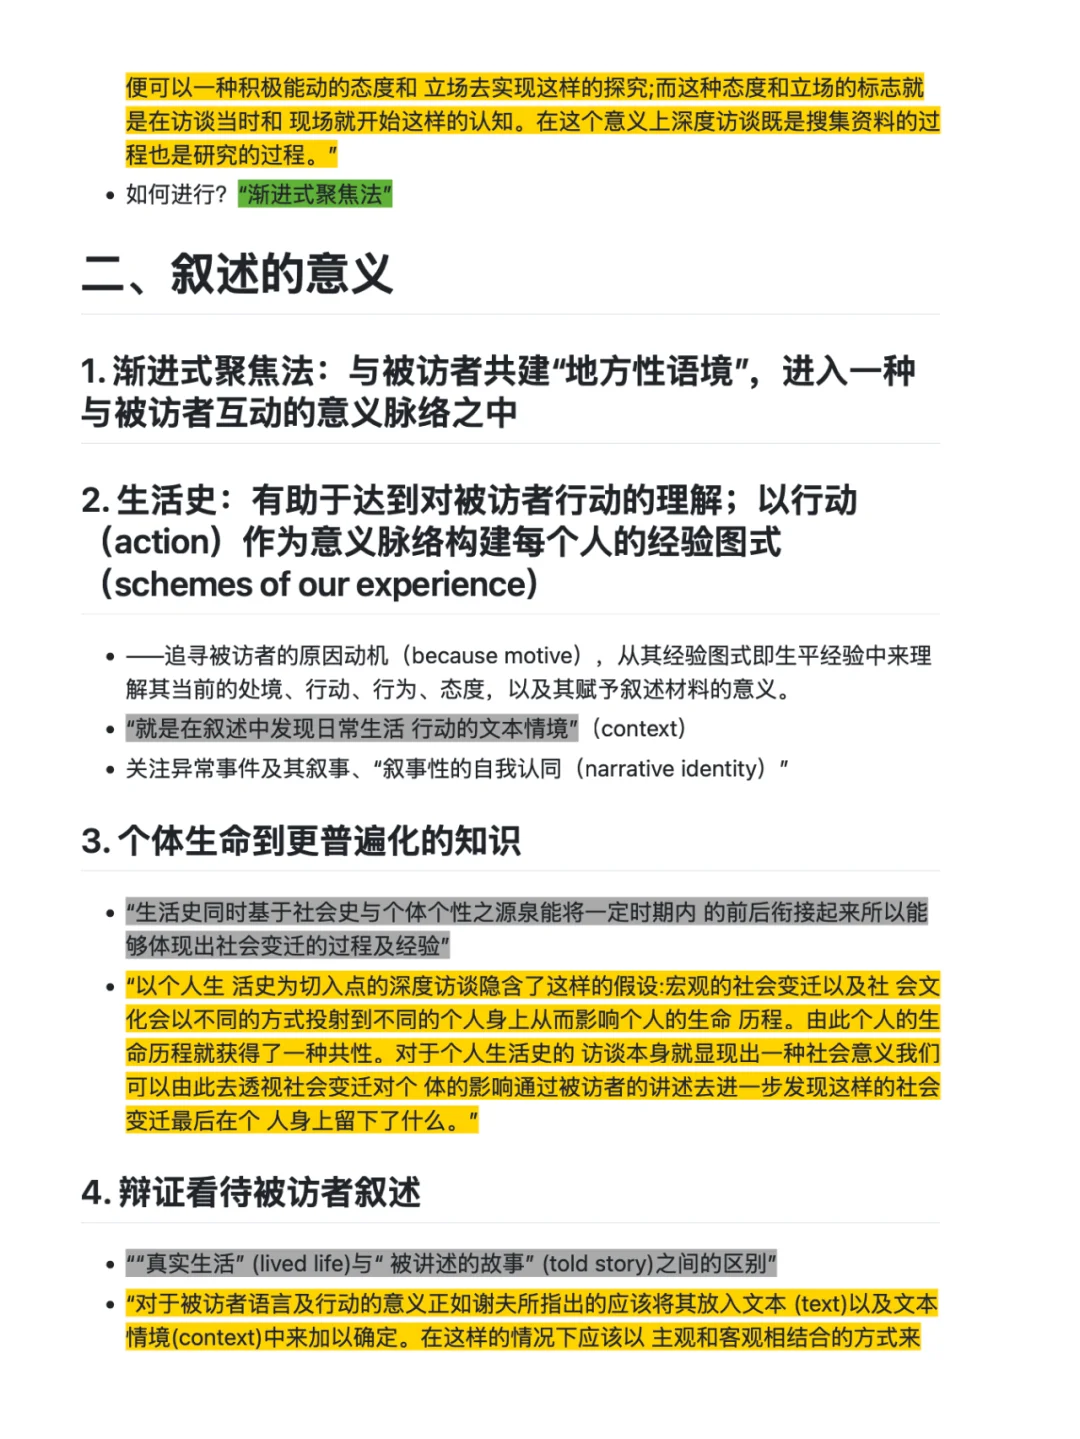 便可以一种积极能动的态度和 立场去实现这样的探究;而这种态度和立场的标志就
是在访谈当时和 现场就开始这样的认知。在这个意义上深度访谈既是搜集资料的过
程也是研究的过程。”
• 如何进行？“渐进式聚焦法”
二、叙述的意义
1. 渐进式聚焦法：与被访者共建“地方性语境”，进入一种
与被访者互动的意义脉络之中
2. 生活史：有助于达到对被访者行动的理解；以行动
（action）作为意义脉络构建每个人的经验图式
（schemes of our experience）
• ——追寻被访者的原因动机（because motive），从其经验图式即生平经验中来理
解其当前的处境、行动、行为、态度，以及其赋予叙述材料的意义。
• “就是在叙述中发现日常生活 行动的文本情境”（context）
• 关注异常事件及其叙事、“叙事性的自我认同（narrative identity）”
3. 个体生命到更普遍化的知识
• “生活史同时基于社会史与个体个性之源泉能将一定时期内 的前后衔接起来所以能
够体现出社会变迁的过程及经验”
• “以个人生 活史为切入点的深度访谈隐含了这样的假设:宏观的社会变迁以及社 会文
化会以不同的方式投射到不同的个人身上从而影响个人的生命 历程。由此个人的生
命历程就获得了一种共性。对于个人生活史的 访谈本身就显现出一种社会意义我们
可以由此去透视社会变迁对个 体的影响通过被访者的讲述去进一步发现这样的社会
变迁最后在个 人身上留下了什么。”
4. 辩证看待被访者叙述
• ““真实生活” (lived life)与“ 被讲述的故事” (told story)之间的区别”
• “对于被访者语言及行动的意义正如谢夫所指出的应该将其放入文本 (text)以及文本
情境(context)中来加以确定。在这样的情况下应该以 主观和客观相结合的方式来